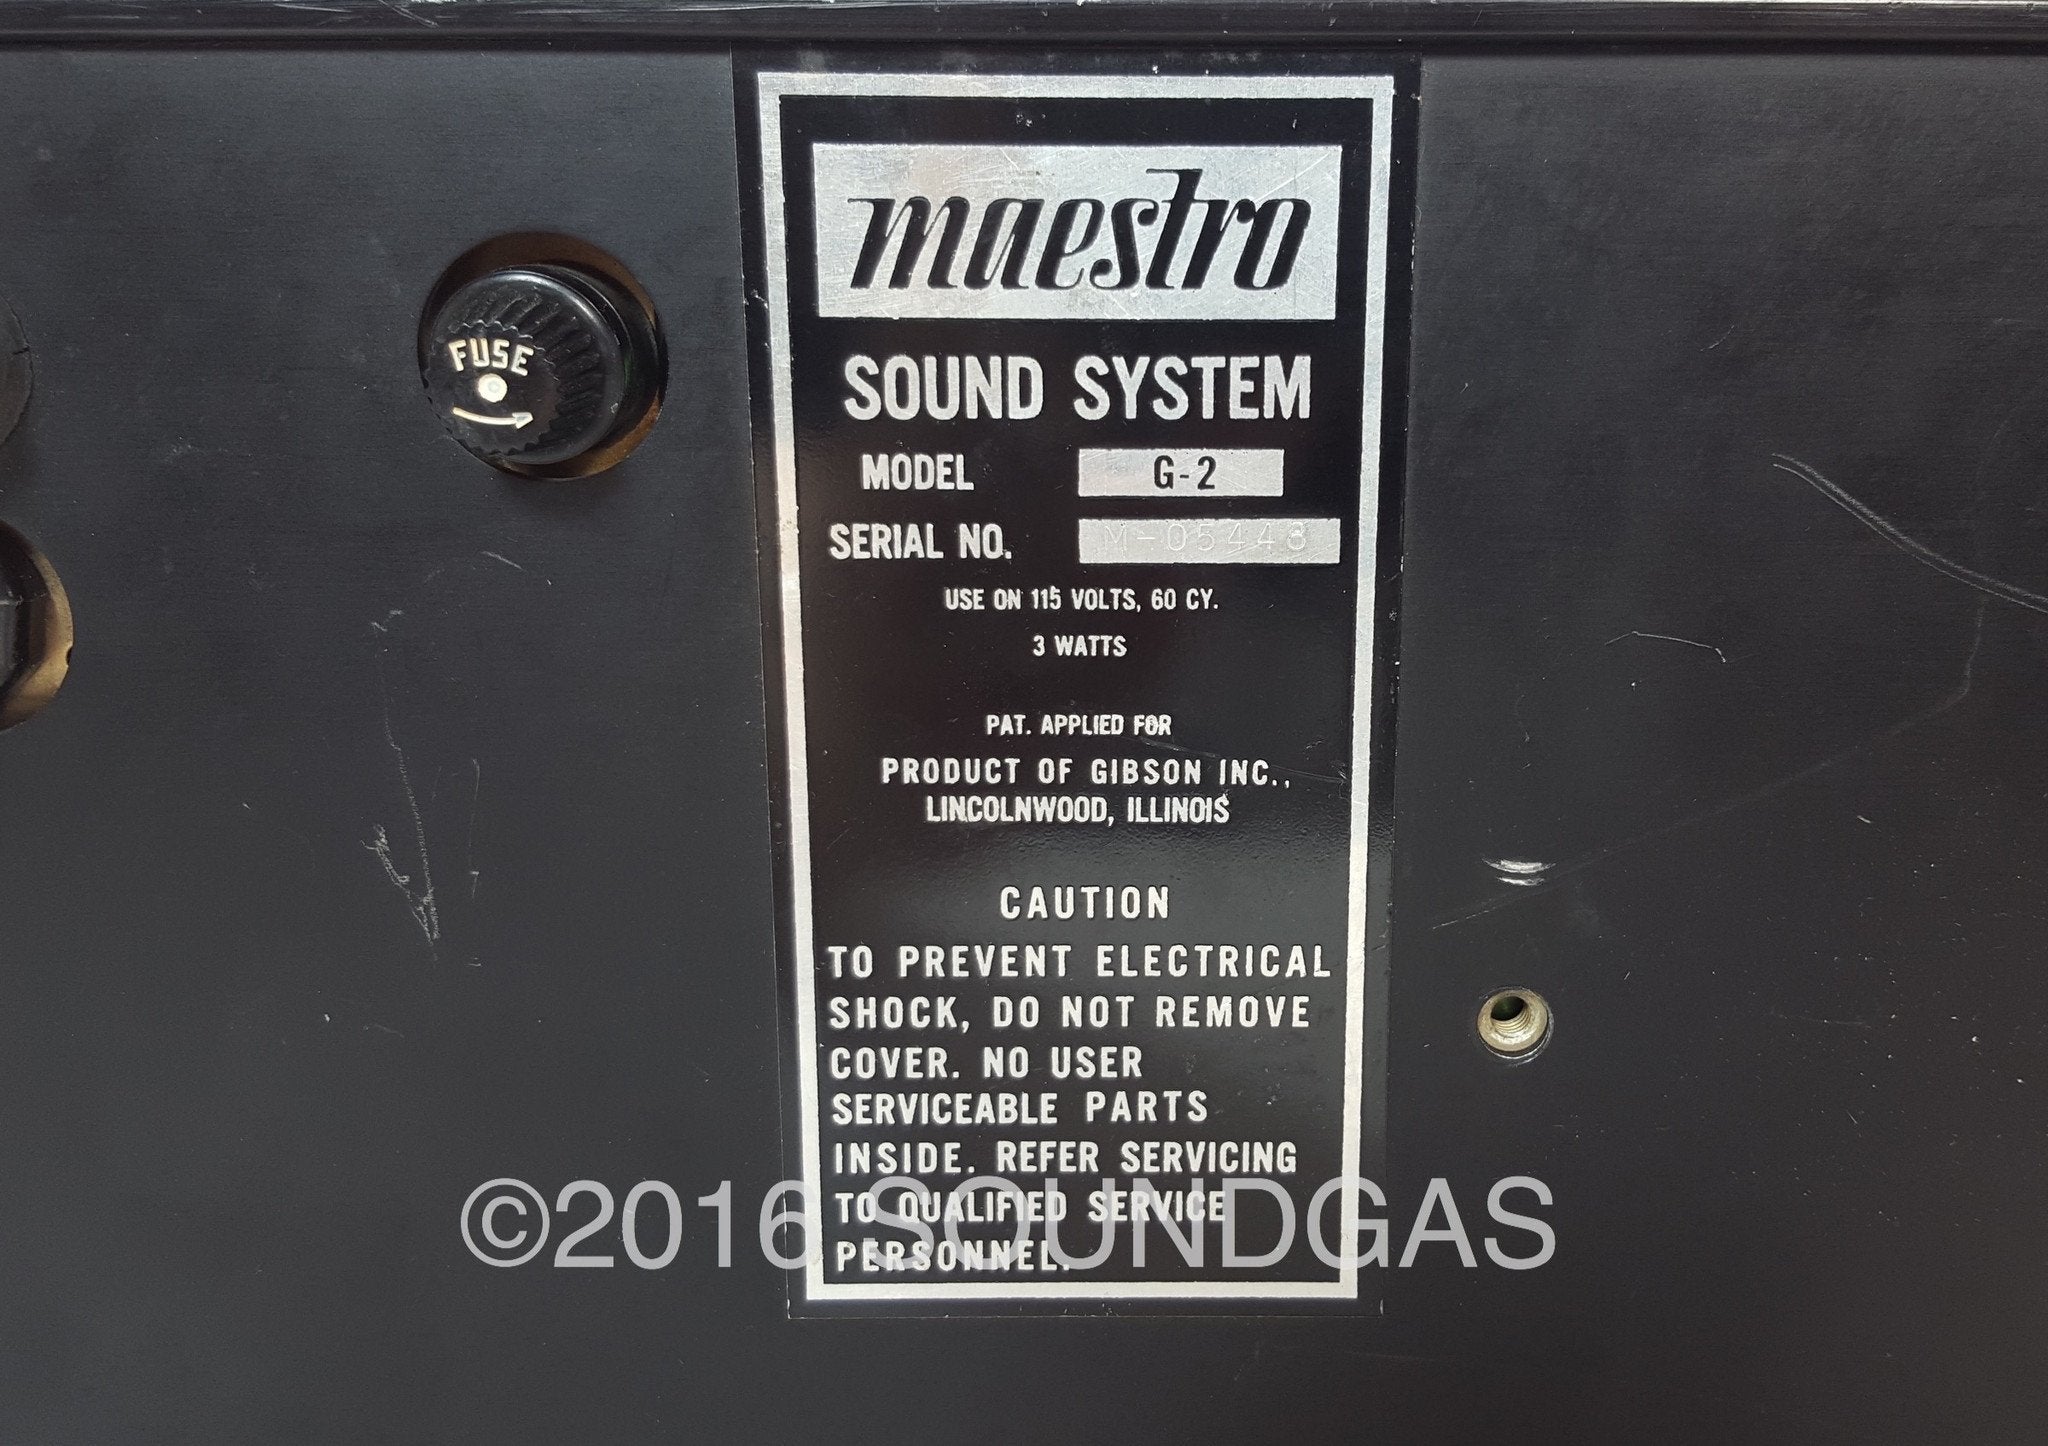 maestro
SOUND SYSTEM
MODEL G-2
SERIAL NO. M-05448
USE ON 115 VOLTS, 60 CY.
3 WATTS
PAT. APPLIED FOR
PRODUCT OF GIBSON INC.,
LINCOLNWOOD, ILLINOIS
CAUTION
TO PREVENT ELECTRICAL
SHOCK, DO NOT REMOVE
COVER. NO USER
SERVICEABLE PARTS
INSIDE. REFER SERVICING
TO QUALIFIED SERVICE
PERSONNEL.
FUSE
©2016 SOUNDGAS